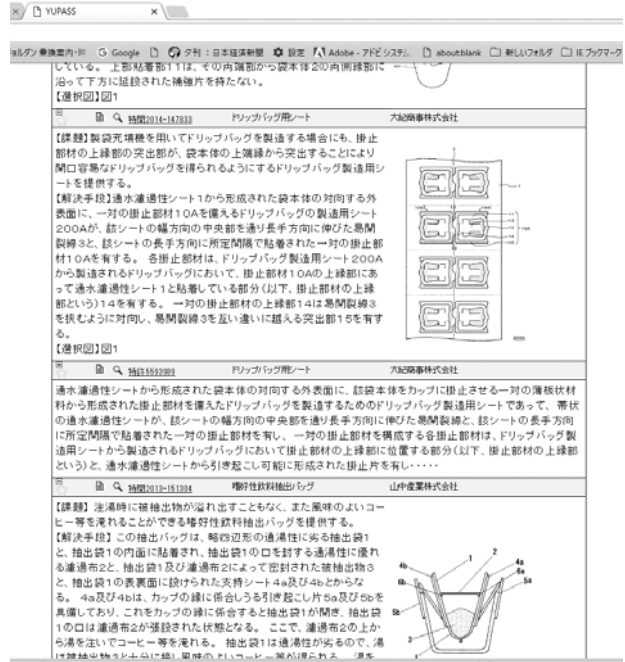 YUPASS
ョルダン乗換案内-卦 Google 夕刊 : 日本経済新聞 設定 Adobe - アドビ システム about:blank 新しいフォルダ IE ブックマーク
している。 上部貼着部11は、その両端部から袋本体2の両側縁部に
沿って下方に延設された補強片を持たない。
【選択図】図1
特開2014-147833 ドリップバッグ用シート 大紀商事株式会社
【課題】製袋充填機を用いてドリップバッグを製造する場合にも、掛止
部材の上縁部の突出部が、袋本体の上端縁から突出することにより
開口容易なドリップバッグを得られるようにするドリップバッグ製造用シ
ートを提供する。
【解決手段】通水濾過性シート1から形成された袋本体の対向する外
表面に、一対の掛止部材10Aを備えるドリップバッグの製造用シート
200Aが、該シートの幅方向の中央部を通り長手方向に伸びた易開
裂線3と、該シートの長手方向に所定間隔で貼着された一対の掛止部
材10Aを有する。 各掛止部材は、ドリップバッグ製造用シート200A
から製造されるドリップバッグにおいて、掛止部材10Aの上縁部にあ
って通水濾過性シート1と貼着している部分(以下、掛止部材の上縁
部という)14を有する。 一対の掛止部材の上縁部14は易開裂線3
を挟むように対向し、易開裂線3を互い違いに越える突出部15を有す
る。
【選択図】図1
特許5593989 ドリップバッグ用シート 大紀商事株式会社
通水濾過性シートから形成された袋本体の対向する外表面に、該袋本体をカップに掛止させる一対の薄板状材
料から形成された掛止部材を備えたドリップバッグを製造するためのドリップバッグ製造用シートであって、 帯状
の通水濾過性シートが、該シートの幅方向の中央部を通り長手方向に伸びた易開裂線と、該シートの長手方向
に所定間隔で貼着された一対の掛止部材を有し、 一対の掛止部材を構成する各掛止部材は、ドリップバッグ製
造用シートから製造されるドリップバッグにおいて掛止部材の上縁部に位置する部分(以下、掛止部材の上縁部
という)と、通水濾過性シートから引き起こし可能に形成された掛止片を有し・・・・・
特開2013-151304 嗜好性飲料抽出バッグ 山中産業株式会社
【課題】 注湯時に被抽出物が溢れ出すこともなく、また風味のよいコー
ヒー等を淹れることができる嗜好性飲料抽出バッグを提供する。
【解決手段】 この抽出バッグは、略四辺形の通湯性に劣る抽出袋1
と、抽出袋1の内面に貼着され、抽出袋1の口を封する通湯性に優れ
る濾過布2と、抽出袋1及び濾過布2によって密封された被抽出物3
と、抽出袋1の表裏面に設けられた支持シート4a及び4bとからな
る。 4a及び4bは、カップの縁に係合しうる引き起こし片5a及び5bを
具備しており、これをカップの縁に係合すると抽出袋1が開き、抽出袋
1の口は濾過布2が張設された状態となる。 ここで、濾過布2の上か
ら湯を注いでコーヒー等を淹れる。 抽出袋1は通湯性が劣るので、湯
は被抽出物3と十分に接し風味のよいコーヒー等が得られる。 湯を
4b 1 2 4a
6b 6a
5a
5b
3